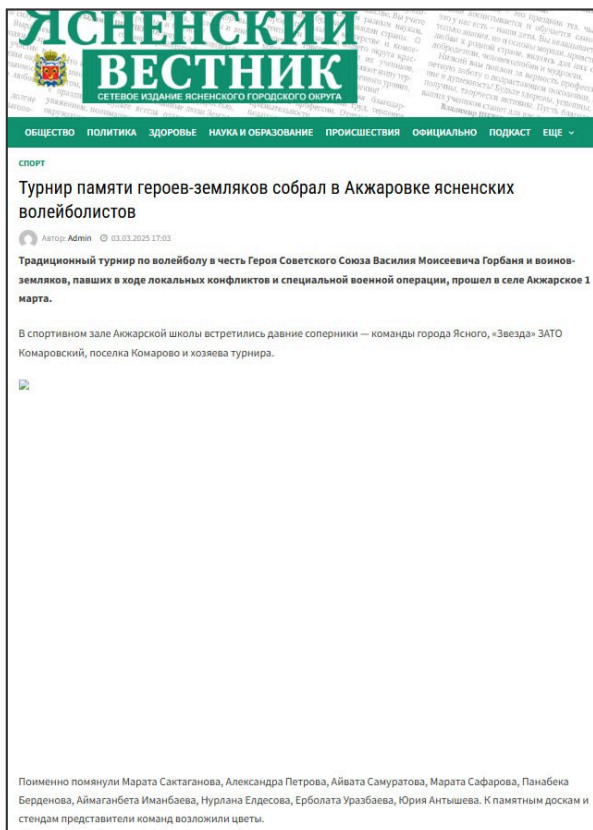 ЯСНЕНСКИЙ
ВЕСТНИК
СЕТЕВОЕ ИЗДАНИЕ ЯСНЕНСКОГО ГОРОДСКОГО ОКРУГА
ОБЩЕСТВО ПОЛИТИКА ЗДОРОВЬЕ НАУКА И ОБРАЗОВАНИЕ ПРОИСШЕСТВИЯ ОФИЦИАЛЬНО ПОДКАСТ ЕЩЕ
СПОРТ
Турнир памяти героев-земляков собрал в Акжаровке ясненских
волейболистов
Автор: Admin 03.03.2025 17:03
Традиционный турнир по волейболу в честь Героя Советского Союза Василия Моисеевича Горбаня и воинов-
земляков, павших в ходе локальных конфликтов и специальной военной операции, прошел в селе Акжарское 1
марта.
В спортивном зале Акжарской школы встретились давние соперники — команды города Ясного, «Звезда» ЗАТО
Комаровский, поселка Комарово и хозяева турнира.
Поименно помянули Марата Сактаганова, Александра Петрова, Айвата Самуратова, Марата Сафарова, Панабека
Берденова, Аймаганбета Иманбаева, Нурлана Елдесова, Ерболата Уразбаева, Юрия Антышева. К памятным доскам и
стендам представители команд возложили цветы.